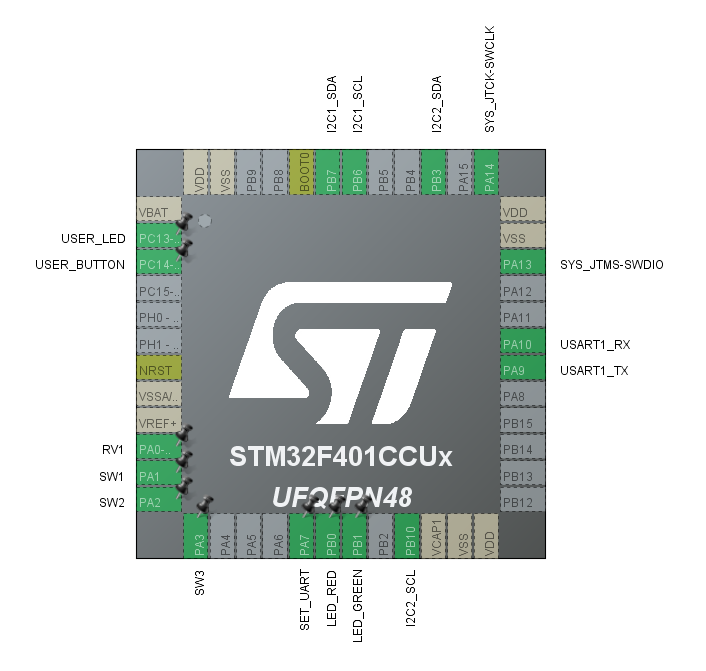 I2C1_SDA
I2C1_SCL
I2C2_SDA
SYS_JTCK-SWCLK
VDD
VSS
PB9
PB8
BOOT0
PB7
PB6
PB5
PB4
PB3
PA15
PA14
VBAT
USER_LED PC13-..
USER_BUTTON PC14-..
PC15-..
PH0 - ..
PH1 - ..
NRST
VSSA/..
VREF+
RV1 PA0-..
SW1 PA1
SW2 PA2
VDD
VSS
PA13 SYS_JTMS-SWDIO
PA12
PA11
PA10 USART1_RX
PA9 USART1_TX
PA8
PB15
PB14
PB13
PB12
ST
STM32F401CCUx
UFQFPN48
PA3
PA4
PA5
PA6
PA7
PB0
PB1
PB2
PB10
VCAP1
VSS
VDD
SW3
SET_UART
LED_RED
LED_GREEN
I2C2_SCL